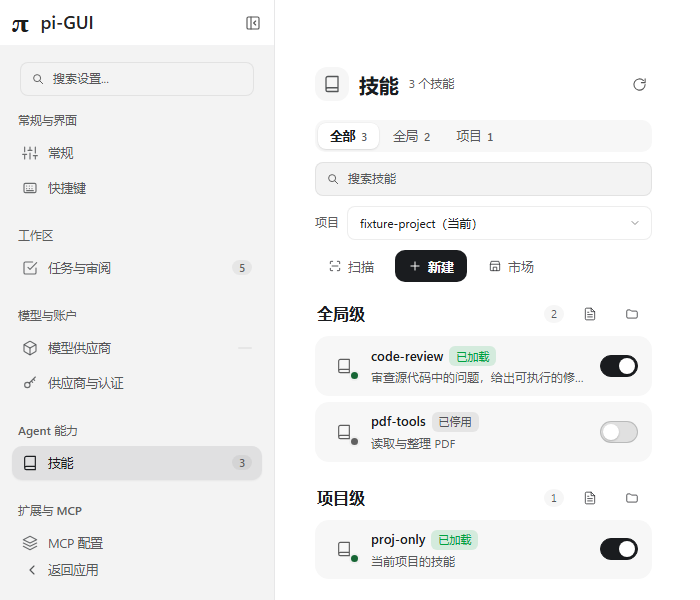 π pi-GUI
搜索设置...
常规与界面
常规
快捷键
工作区
任务与审阅 5
模型与账户
模型供应商 —
供应商与认证
Agent 能力
技能 3
扩展与 MCP
MCP 配置
返回应用
技能 3 个技能
全部 3 全局 2 项目 1
搜索技能
项目 fixture-project（当前）
扫描 新建 市场
全局级 2
code-review 已加载
审查源代码中的问题，给出可执行的修...
pdf-tools 已停用
读取与整理 PDF
项目级 1
proj-only 已加载
当前项目的技能